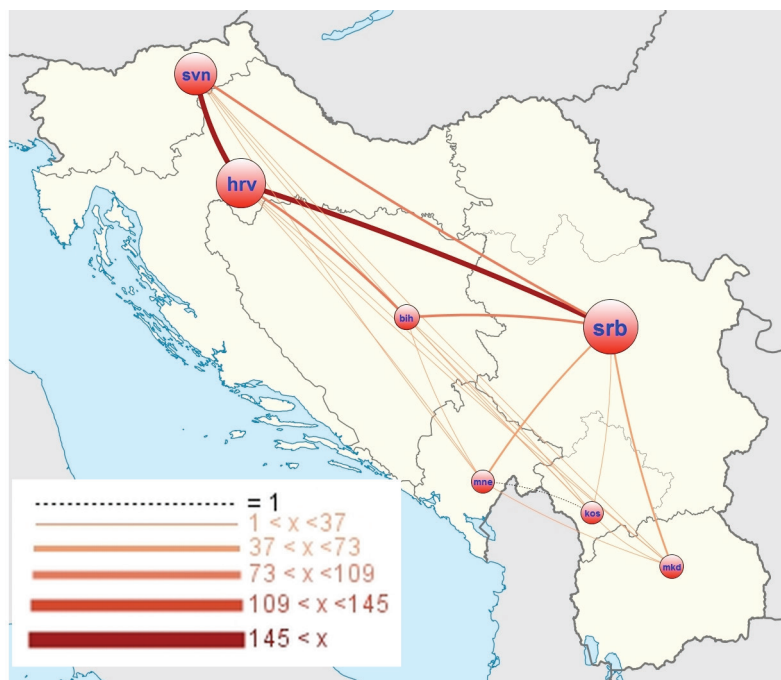 svn
hrv
bih
srb
mne
kos
mkd
= 1
1 < x <37
37 < x <73
73 < x <109
109 < x <145
145 < x